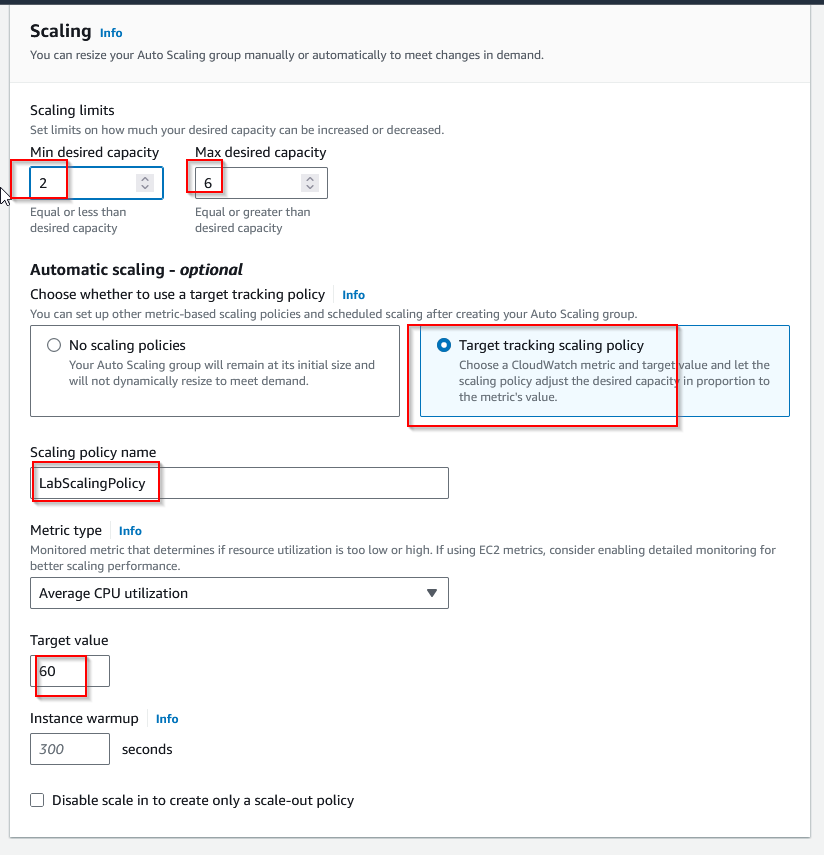 Scaling Info
You can resize your Auto Scaling group manually or automatically to meet changes in demand.
Scaling limits
Set limits on how much your desired capacity can be increased or decreased.
Min desired capacity
2
Equal or less than
desired capacity
Max desired capacity
6
Equal or greater than
desired capacity
Automatic scaling - optional
Choose whether to use a target tracking policy Info
You can set up other metric-based scaling policies and scheduled scaling after creating your Auto Scaling group.
No scaling policies
Your Auto Scaling group will remain at its initial size and
will not dynamically resize to meet demand.
Target tracking scaling policy
Choose a CloudWatch metric and target value and let the
scaling policy adjust the desired capacity in proportion to
the metric's value.
Scaling policy name
LabScalingPolicy
Metric type Info
Monitored metric that determines if resource utilization is too low or high. If using EC2 metrics, consider enabling detailed monitoring for
better scaling performance.
Average CPU utilization
Target value
60
Instance warmup Info
300 seconds
Disable scale in to create only a scale-out policy